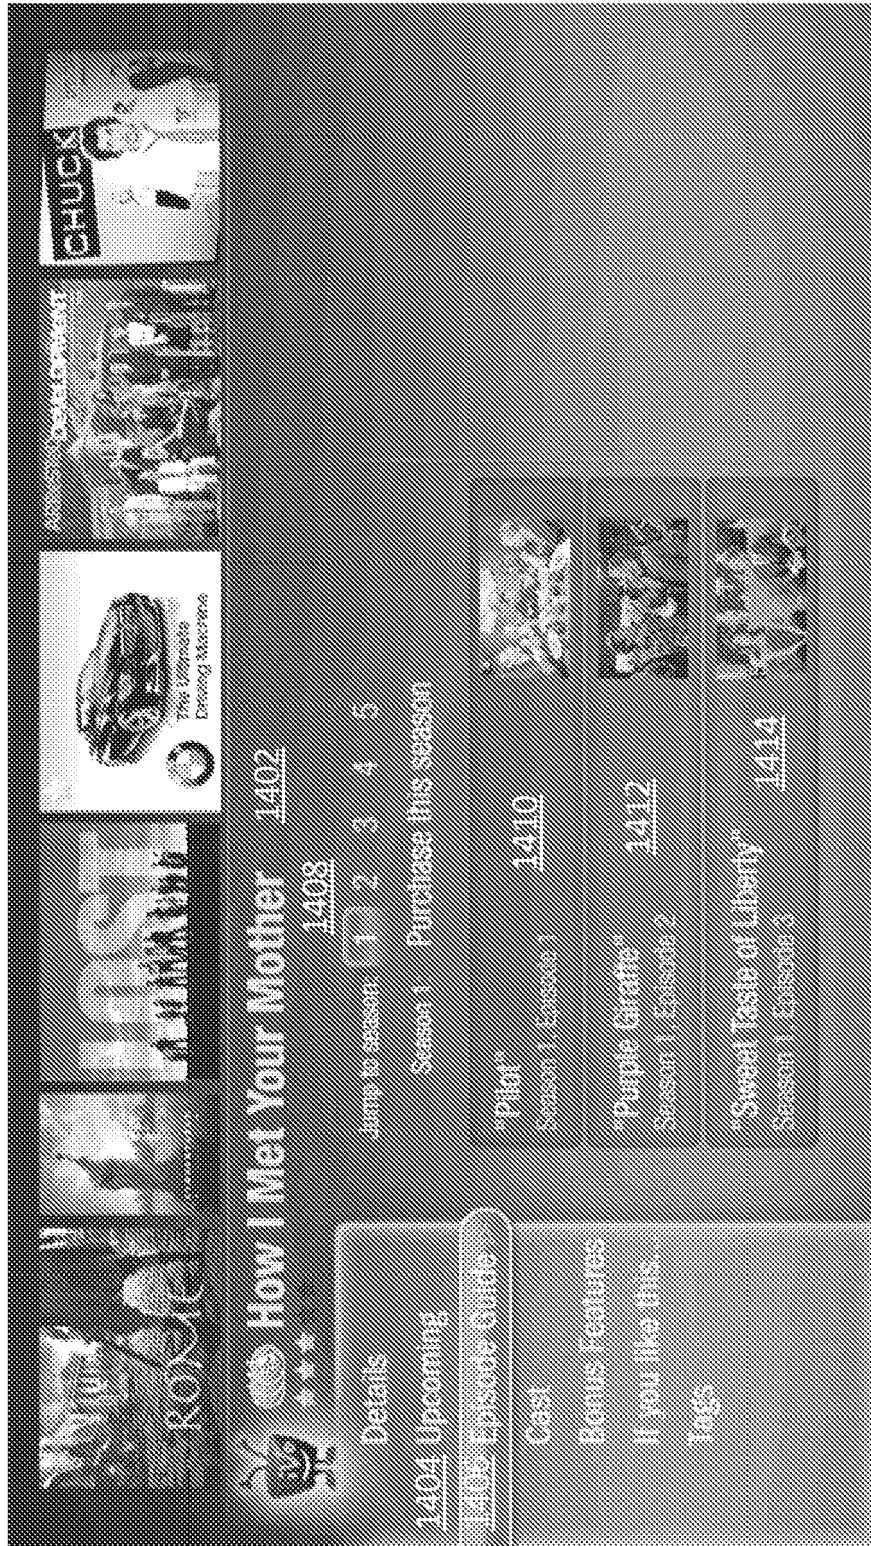 CHUCK
DEVELOPMENT
The Ultimate
Driving Machine
How I Met Your Mother 1402
1408
Jump to season: 1 2 3 4 5
Season 1 Purchase this season
1404 Upcoming
1406 Episode Guide
Details
Cast
Bonus Features
If you like this...
Tags
"Pilot" 1410
Season 1, Episode 1
"Purple Giraffe" 1412
Season 1, Episode 2
"Sweet Taste of Liberty" 1414
Season 1, Episode 3